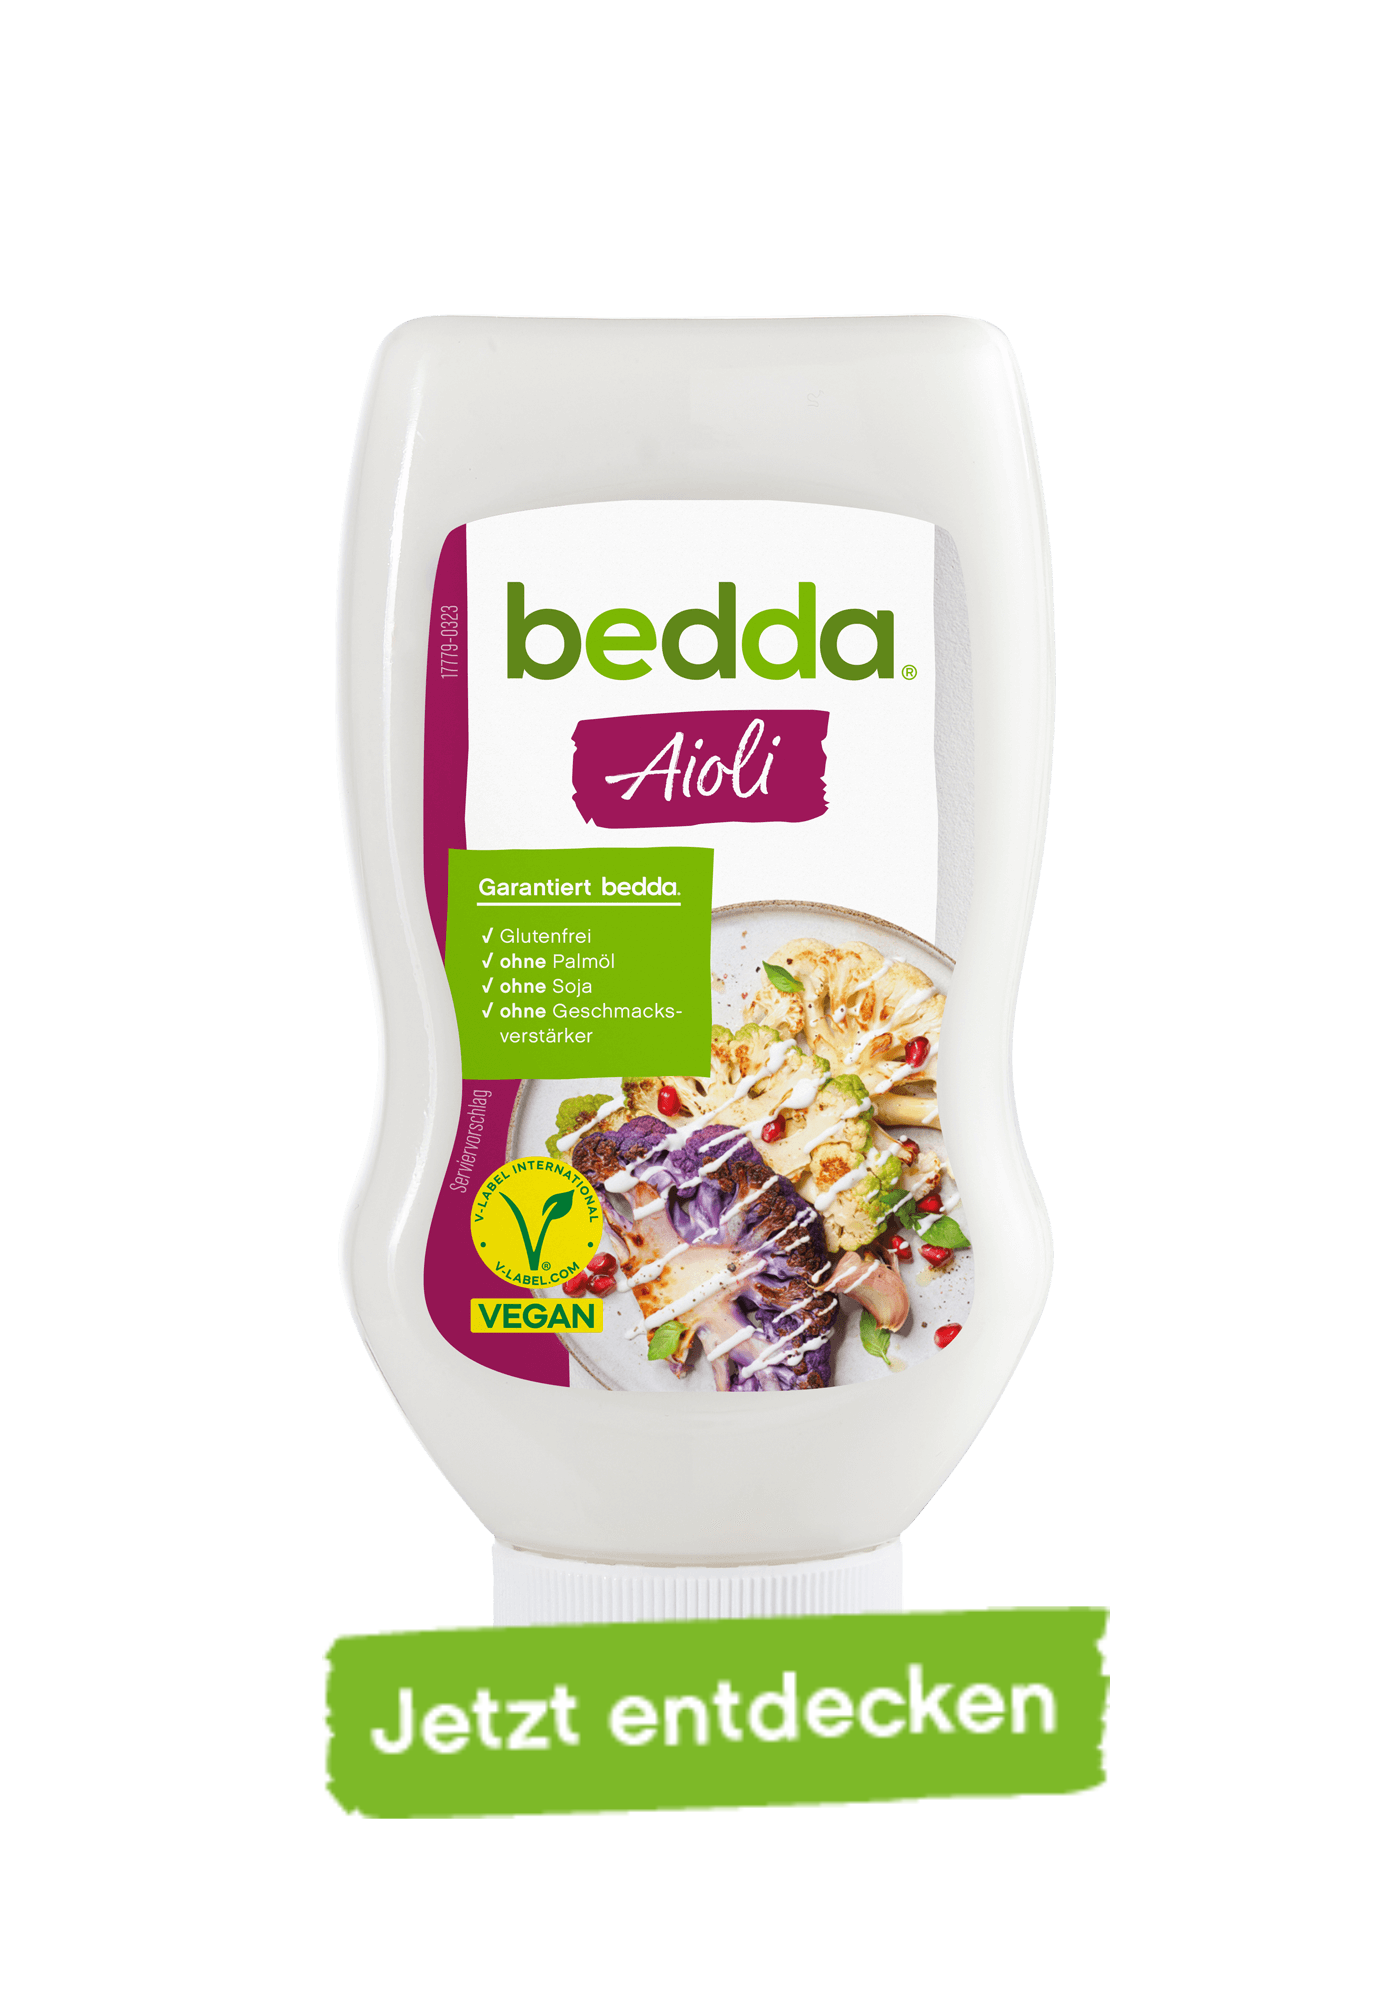 bedda®
Aioli
17779-0323
Garantiert bedda.
√ Glutenfrei
√ ohne Palmöl
√ ohne Soja
√ ohne Geschmacks-
verstärker
Serviervorschlag
V-LABEL INTERNATIONAL
V-LABEL.COM
VEGAN
Jetzt entdecken